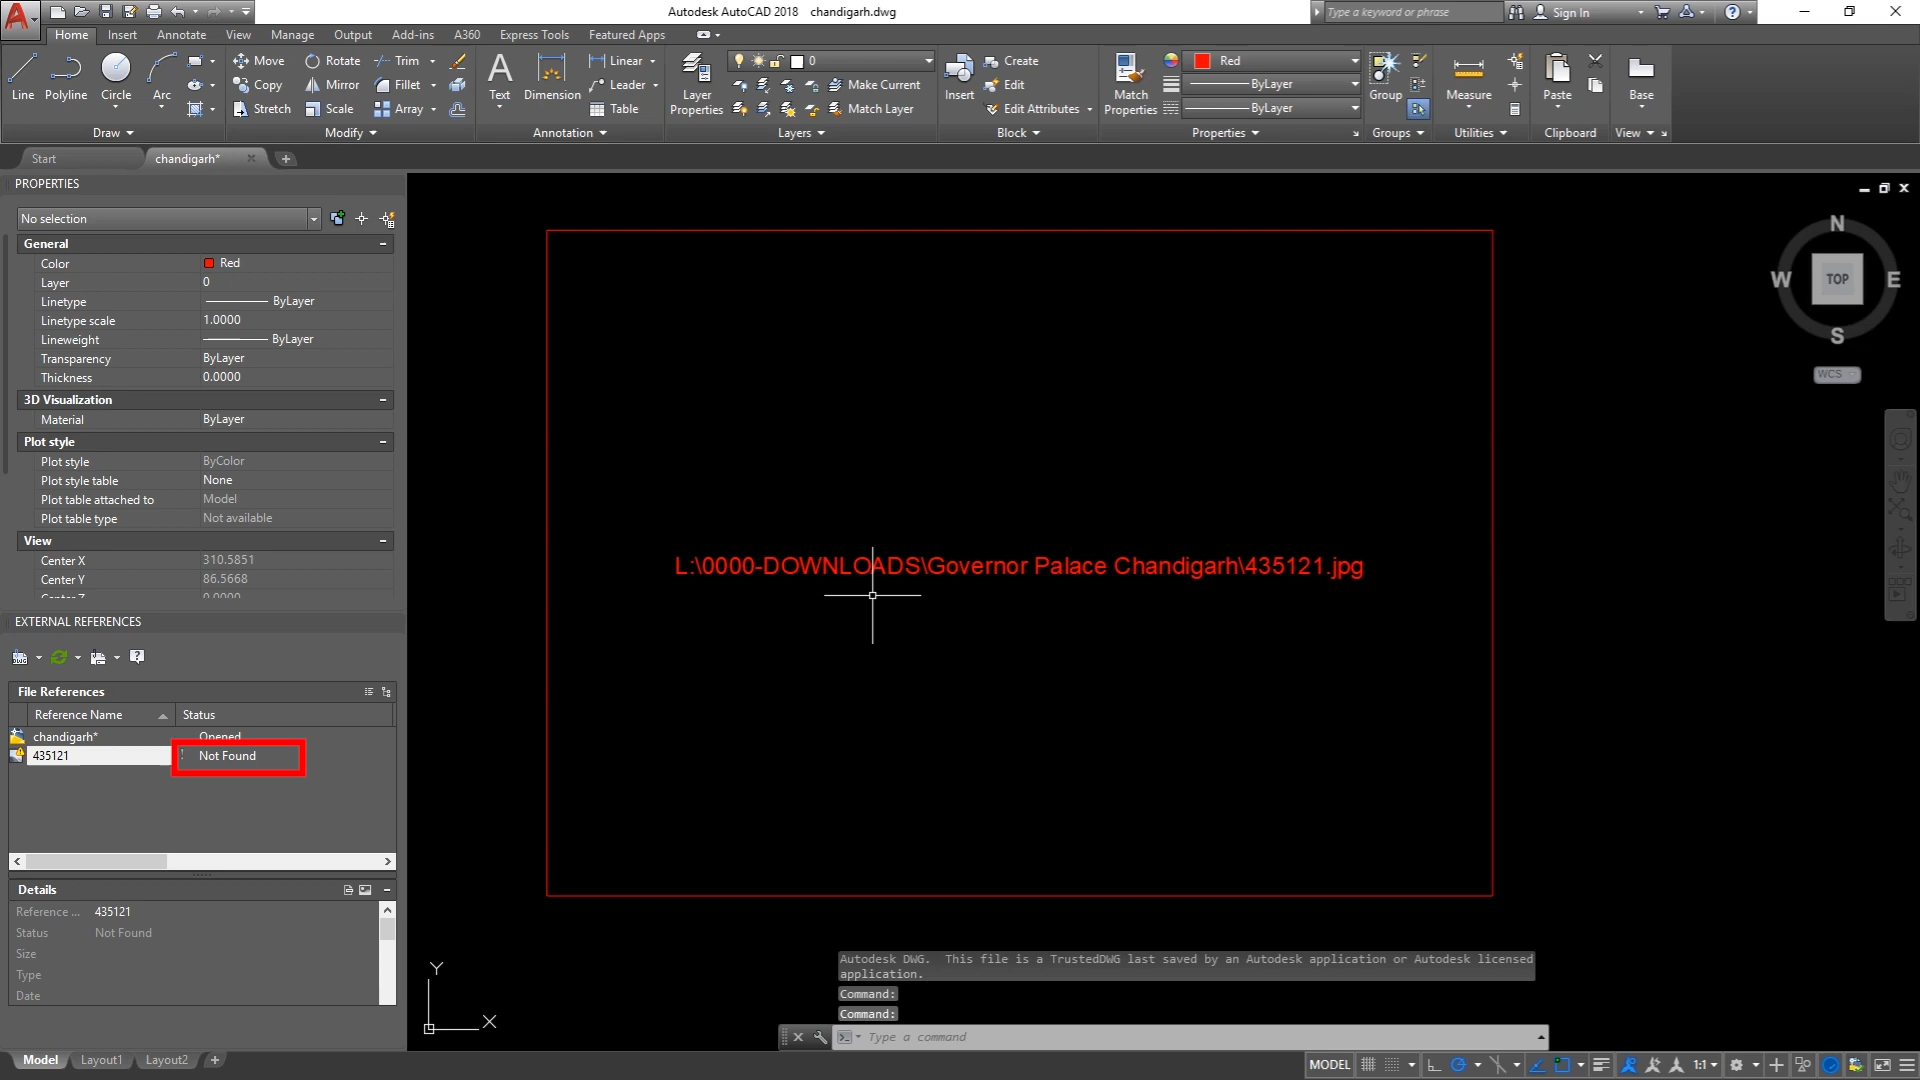 Autodesk AutoCAD 2018 chandigarh.dwg
Type a keyword or phrase
Sign In
Home Insert Annotate View Manage Output Add-ins A360 Express Tools Featured Apps
Line Polyline Circle Arc
Draw
Move Rotate Trim
Copy Mirror Fillet
Stretch Scale Array
Modify
Text Dimension
Linear
Leader
Table
Annotation
Layer Properties
0
Make Current
Match Layer
Layers
Insert
Create
Edit
Edit Attributes
Block
Match Properties
Red
ByLayer
ByLayer
Properties
Group
Groups
Measure
Utilities
Paste
Clipboard
Base
View
Start chandigarh*
PROPERTIES
No selection
General
Color Red
Layer 0
Linetype ByLayer
Linetype scale 1.0000
Lineweight ByLayer
Transparency ByLayer
Thickness 0.0000
3D Visualization
Material ByLayer
Plot style
Plot style ByColor
Plot style table None
Plot table attached to Model
Plot table type Not available
View
Center X 310.5851
Center Y 86.5668
Center Z 0.0000
EXTERNAL REFERENCES
File References
Reference Name Status
chandigarh* Opened
435121 ! Not Found
Details
Reference ... 435121
Status Not Found
Size
Type
Date
N
W TOP E
S
WCS
L:\0000-DOWNLOADS\Governor Palace Chandigarh\435121.jpg
Y
X
Autodesk DWG. This file is a TrustedDWG last saved by an Autodesk application or Autodesk licensed
application.
Command:
Command:
Type a command
Model Layout1 Layout2 +
MODEL 1:1